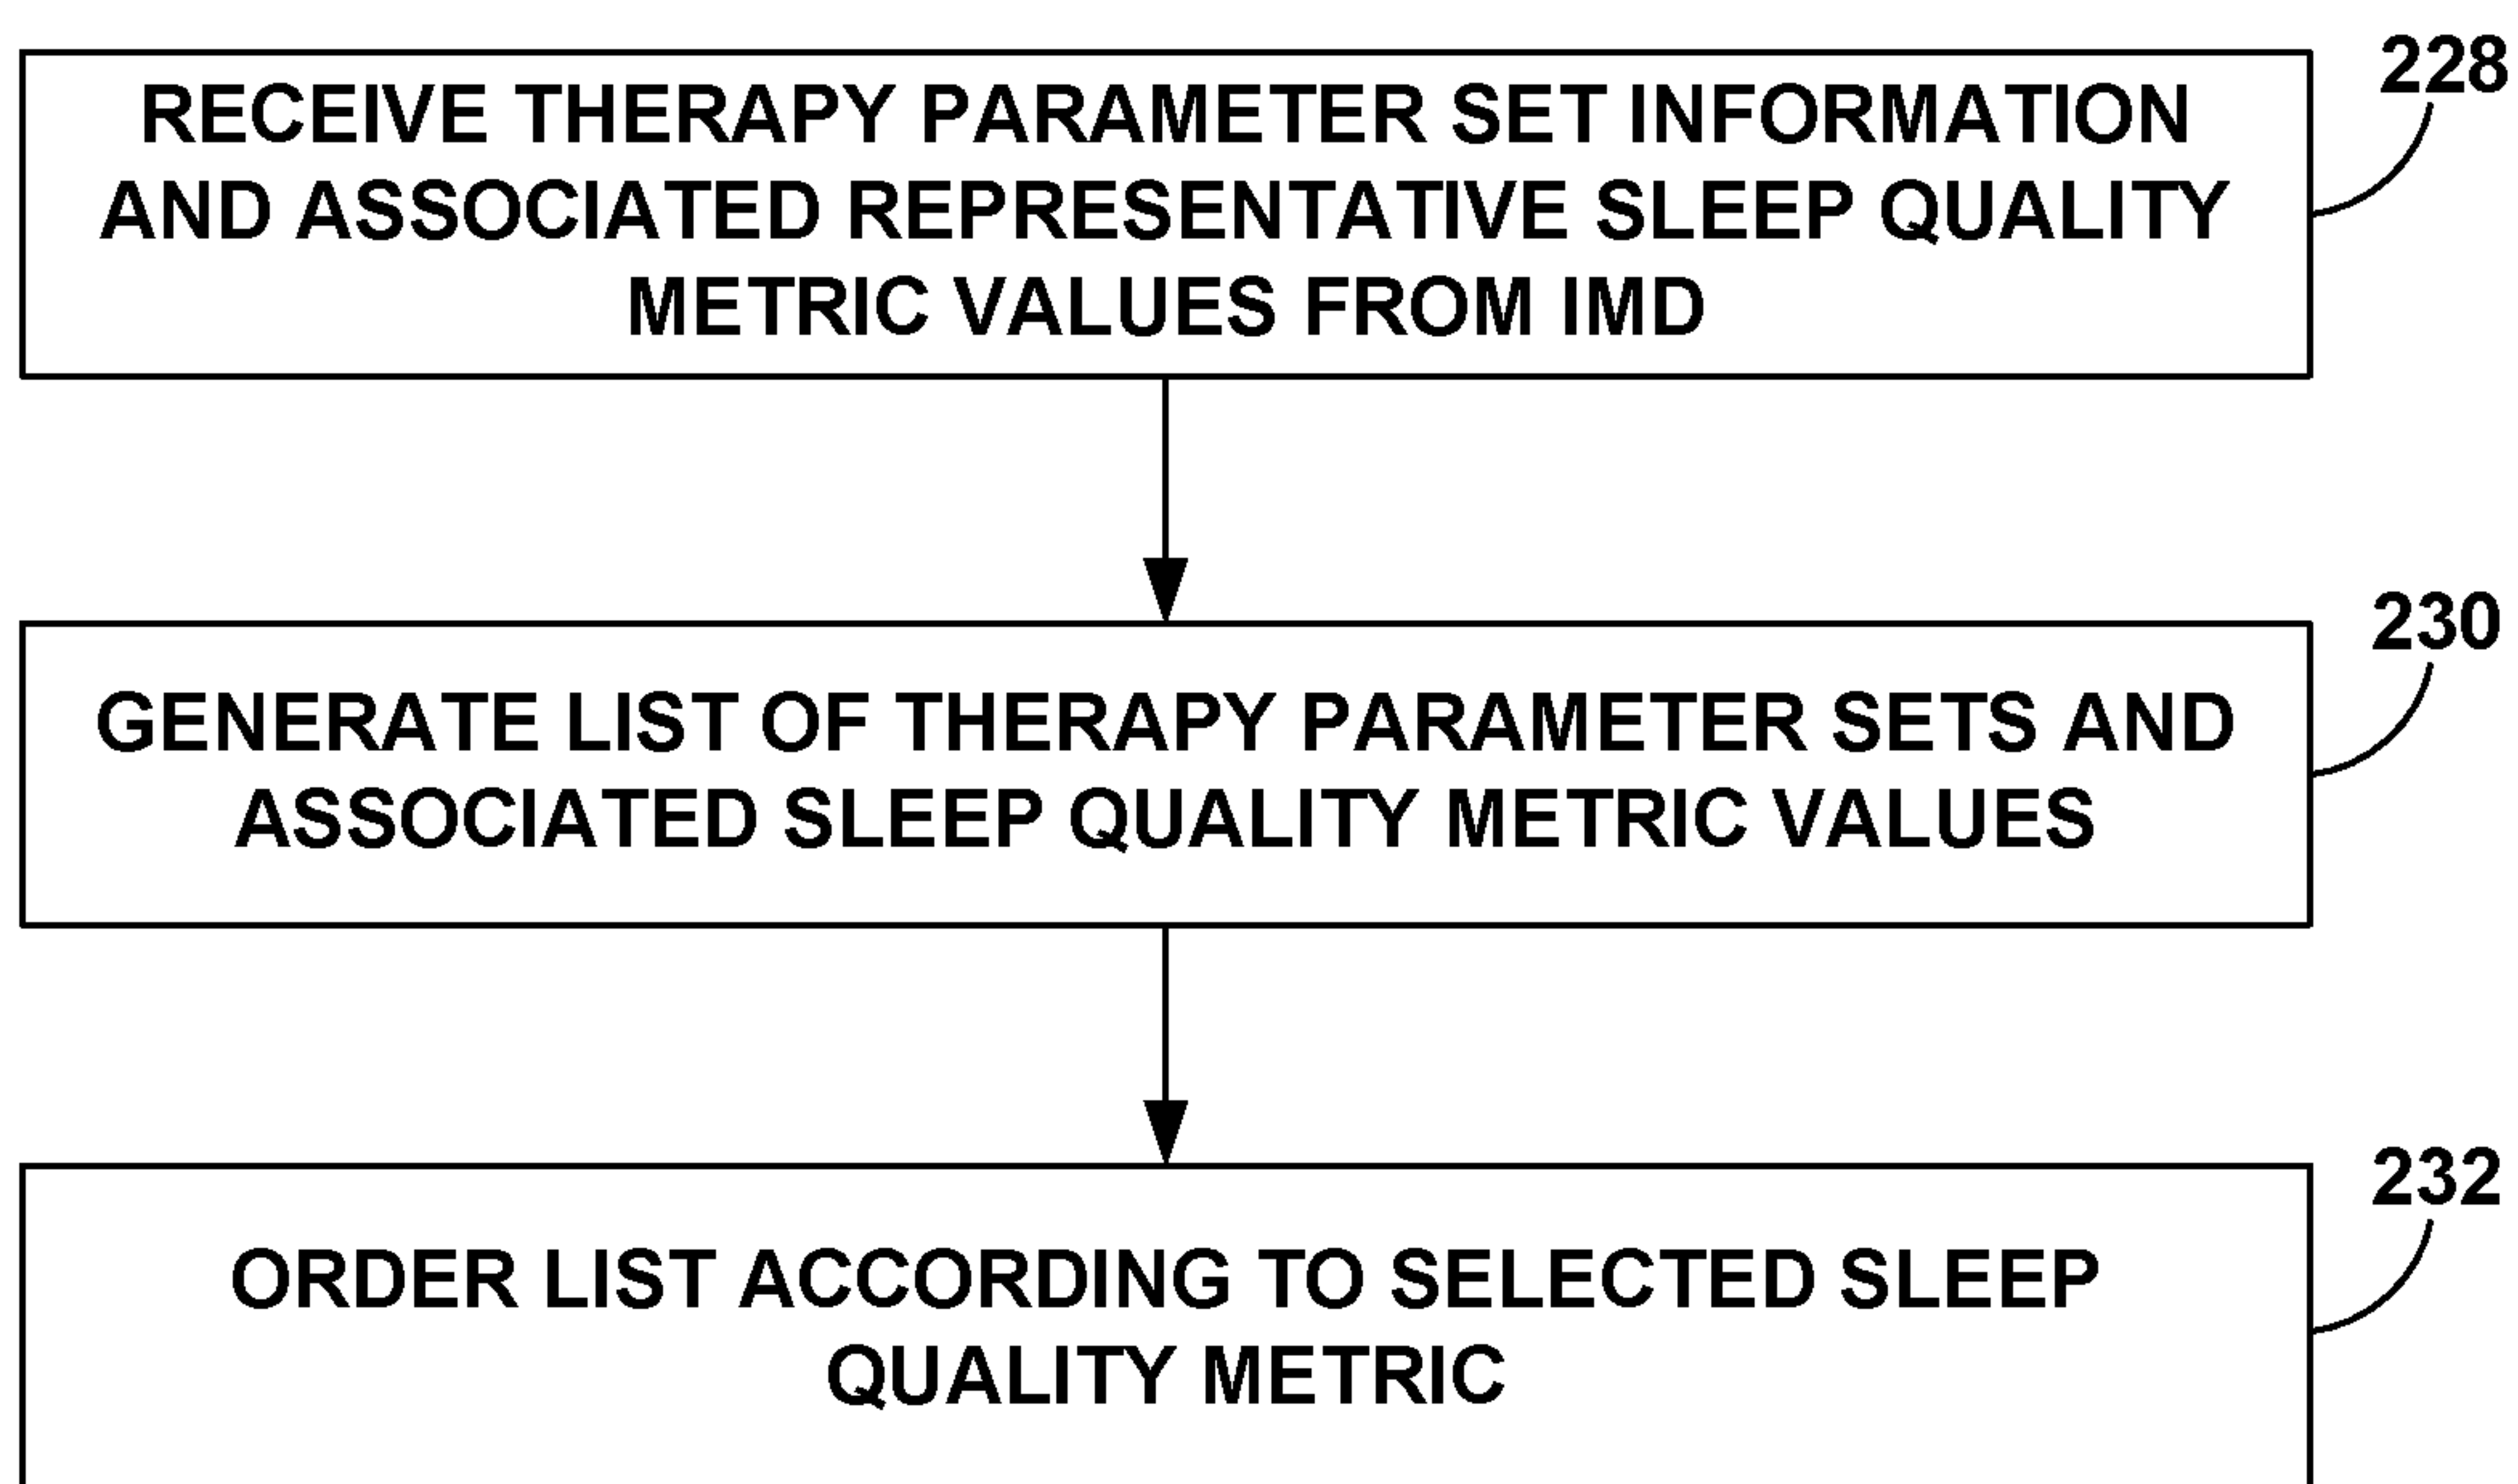 228
RECEIVE THERAPY PARAMETER SET INFORMATION
AND ASSOCIATED REPRESENTATIVE SLEEP QUALITY
METRIC VALUES FROM IMD
230
GENERATE LIST OF THERAPY PARAMETER SETS AND
ASSOCIATED SLEEP QUALITY METRIC VALUES
232
ORDER LIST ACCORDING TO SELECTED SLEEP
QUALITY METRIC